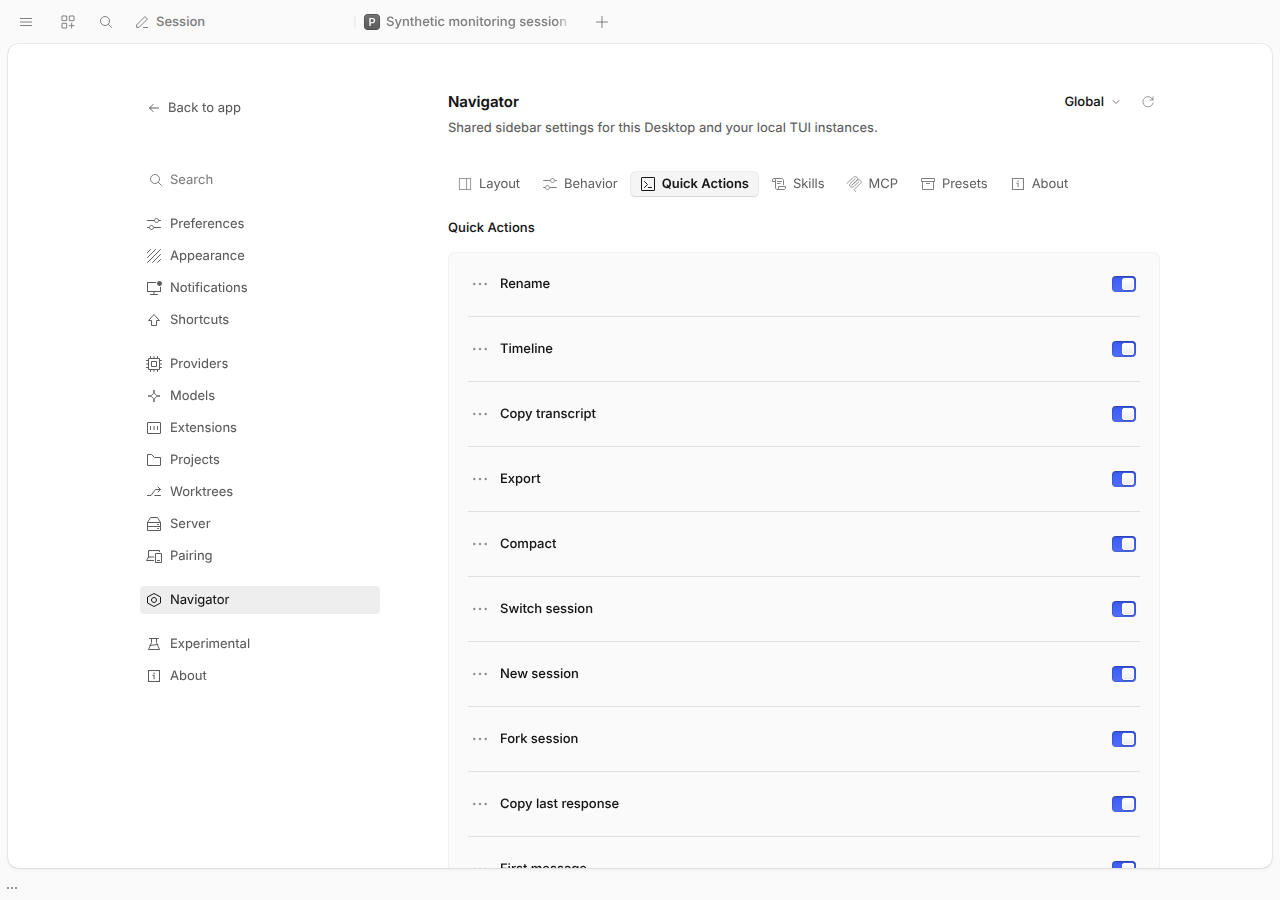 Session
P Synthetic monitoring session
Back to app
Search
Preferences
Appearance
Notifications
Shortcuts
Providers
Models
Extensions
Projects
Worktrees
Server
Pairing
Navigator
Experimental
About
Navigator
Global
Shared sidebar settings for this Desktop and your local TUI instances.
Layout Behavior Quick Actions Skills MCP Presets About
Quick Actions
Rename
Timeline
Copy transcript
Export
Compact
Switch session
New session
Fork session
Copy last response
First message
...